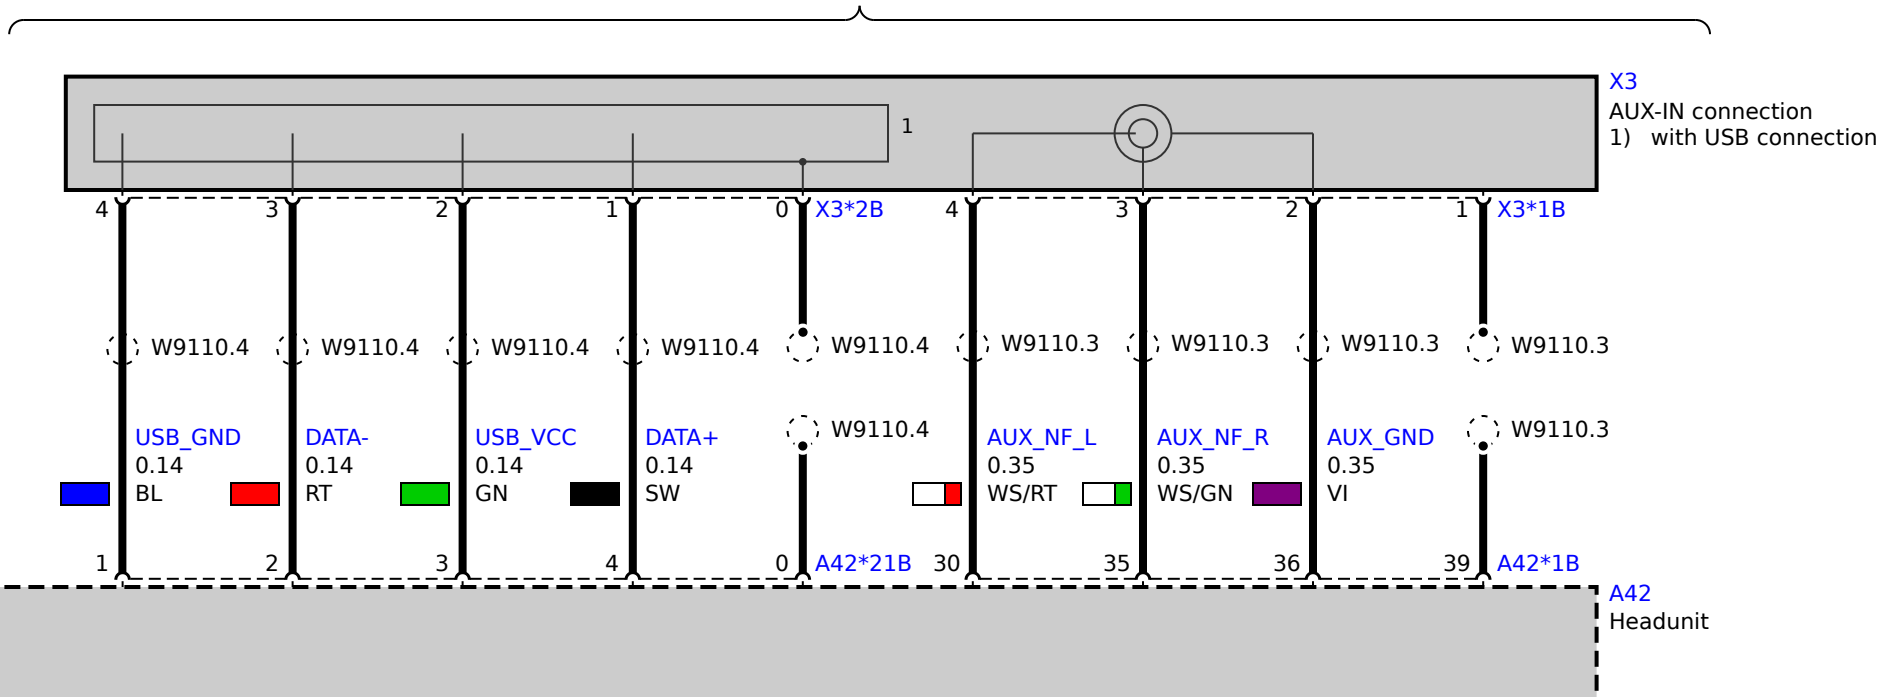 X3
AUX-IN connection
1) with USB connection
1
4 3 2 1 0 X3*2B 4 3 2 1 X3*1B
W9110.4 W9110.4 W9110.4 W9110.4 W9110.4 W9110.3 W9110.3 W9110.3 W9110.3
W9110.4 W9110.3
USB_GND DATA- USB_VCC DATA+ AUX_NF_L AUX_NF_R AUX_GND
0.14 0.14 0.14 0.14 0.35 0.35 0.35
BL RT GN SW WS/RT WS/GN VI
1 2 3 4 0 A42*21B 30 35 36 39 A42*1B
A42
Headunit